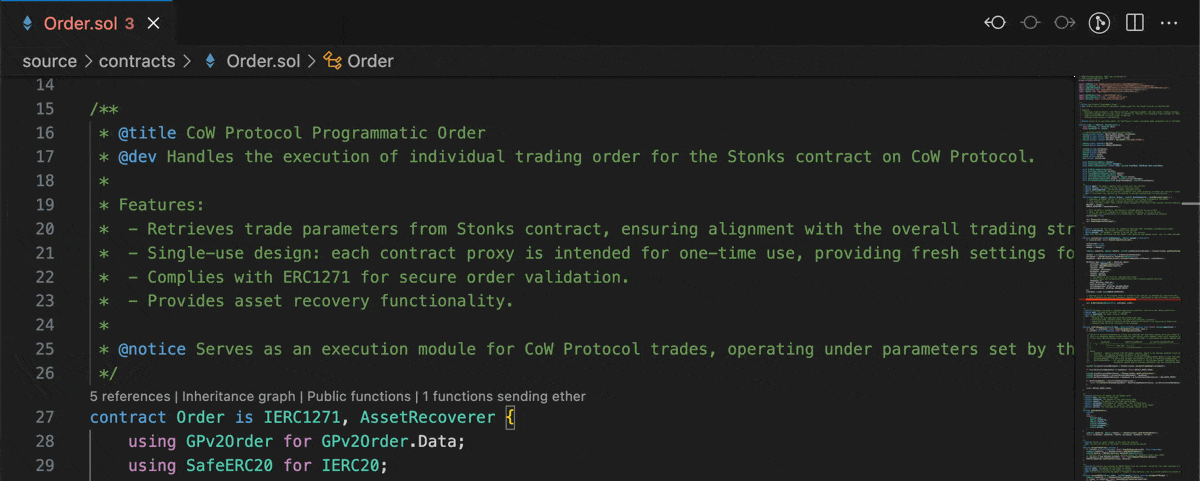 Order.sol 3
source > contracts > Order.sol > Order
14
15 /**
16 * @title CoW Protocol Programmatic Order
17 * @dev Handles the execution of individual trading order for the Stonks contract on CoW Protocol.
18 *
19 * Features:
20 * - Retrieves trade parameters from Stonks contract, ensuring alignment with the overall trading str
21 * - Single-use design: each contract proxy is intended for one-time use, providing fresh settings fo
22 * - Complies with ERC1271 for secure order validation.
23 * - Provides asset recovery functionality.
24 *
25 * @notice Serves as an execution module for CoW Protocol trades, operating under parameters set by th
26 */
5 references | Inheritance graph | Public functions | 1 functions sending ether
27 contract Order is IERC1271, AssetRecoverer {
28 using GPv2Order for GPv2Order.Data;
29 using SafeERC20 for IERC20;